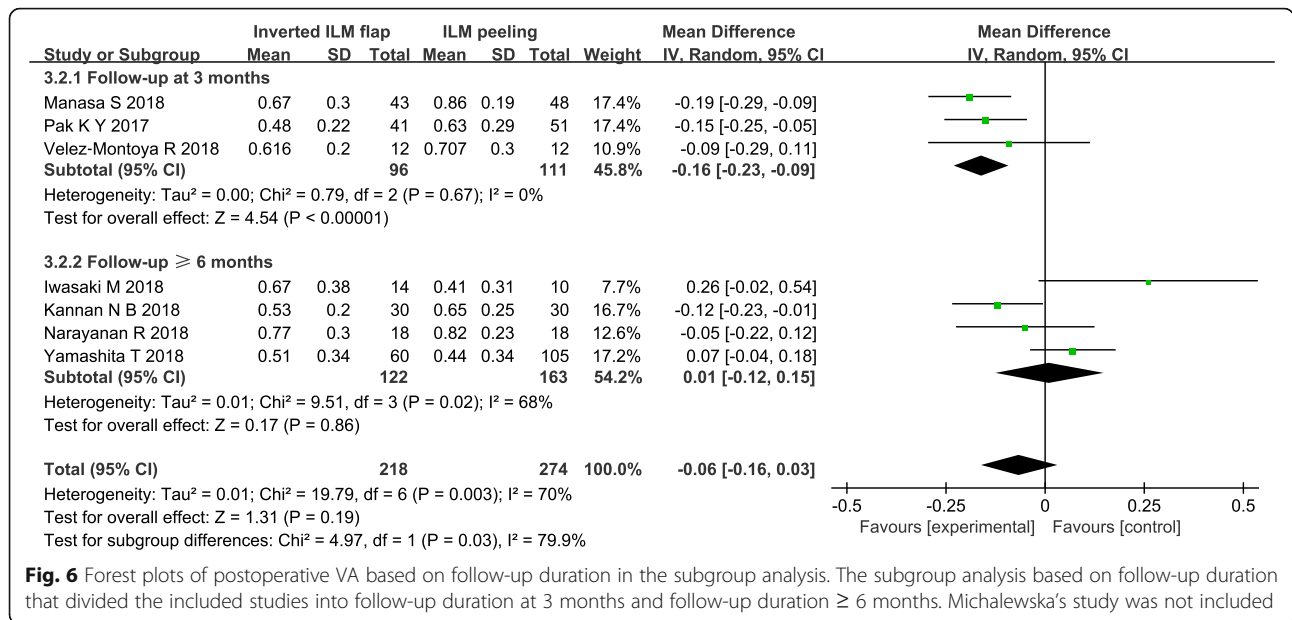 Inverted ILM flap ILM peeling Mean Difference Mean Difference
Study or Subgroup Mean SD Total Mean SD Total Weight IV, Random, 95% CI IV, Random, 95% CI
3.2.1 Follow-up at 3 months
Manasa S 2018 0.67 0.3 43 0.86 0.19 48 17.4% -0.19 [-0.29, -0.09]
Pak K Y 2017 0.48 0.22 41 0.63 0.29 51 17.4% -0.15 [-0.25, -0.05]
Velez-Montoya R 2018 0.616 0.2 12 0.707 0.3 12 10.9% -0.09 [-0.29, 0.11]
Subtotal (95% CI) 96 111 45.8% -0.16 [-0.23, -0.09]
Heterogeneity: Tau² = 0.00; Chi² = 0.79, df = 2 (P = 0.67); I² = 0%
Test for overall effect: Z = 4.54 (P < 0.00001)
3.2.2 Follow-up ⩾ 6 months
Iwasaki M 2018 0.67 0.38 14 0.41 0.31 10 7.7% 0.26 [-0.02, 0.54]
Kannan N B 2018 0.53 0.2 30 0.65 0.25 30 16.7% -0.12 [-0.23, -0.01]
Narayanan R 2018 0.77 0.3 18 0.82 0.23 18 12.6% -0.05 [-0.22, 0.12]
Yamashita T 2018 0.51 0.34 60 0.44 0.34 105 17.2% 0.07 [-0.04, 0.18]
Subtotal (95% CI) 122 163 54.2% 0.01 [-0.12, 0.15]
Heterogeneity: Tau² = 0.01; Chi² = 9.51, df = 3 (P = 0.02); I² = 68%
Test for overall effect: Z = 0.17 (P = 0.86)
Total (95% CI) 218 274 100.0% -0.06 [-0.16, 0.03]
Heterogeneity: Tau² = 0.01; Chi² = 19.79, df = 6 (P = 0.003); I² = 70%
Test for overall effect: Z = 1.31 (P = 0.19)
Test for subgroup differences: Chi² = 4.97, df = 1 (P = 0.03), I² = 79.9%
-0.5 -0.25 0 0.25 0.5
Favours [experimental] Favours [control]
Fig. 6 Forest plots of postoperative VA based on follow-up duration in the subgroup analysis. The subgroup analysis based on follow-up duration
that divided the included studies into follow-up duration at 3 months and follow-up duration ≥ 6 months. Michalewska's study was not included